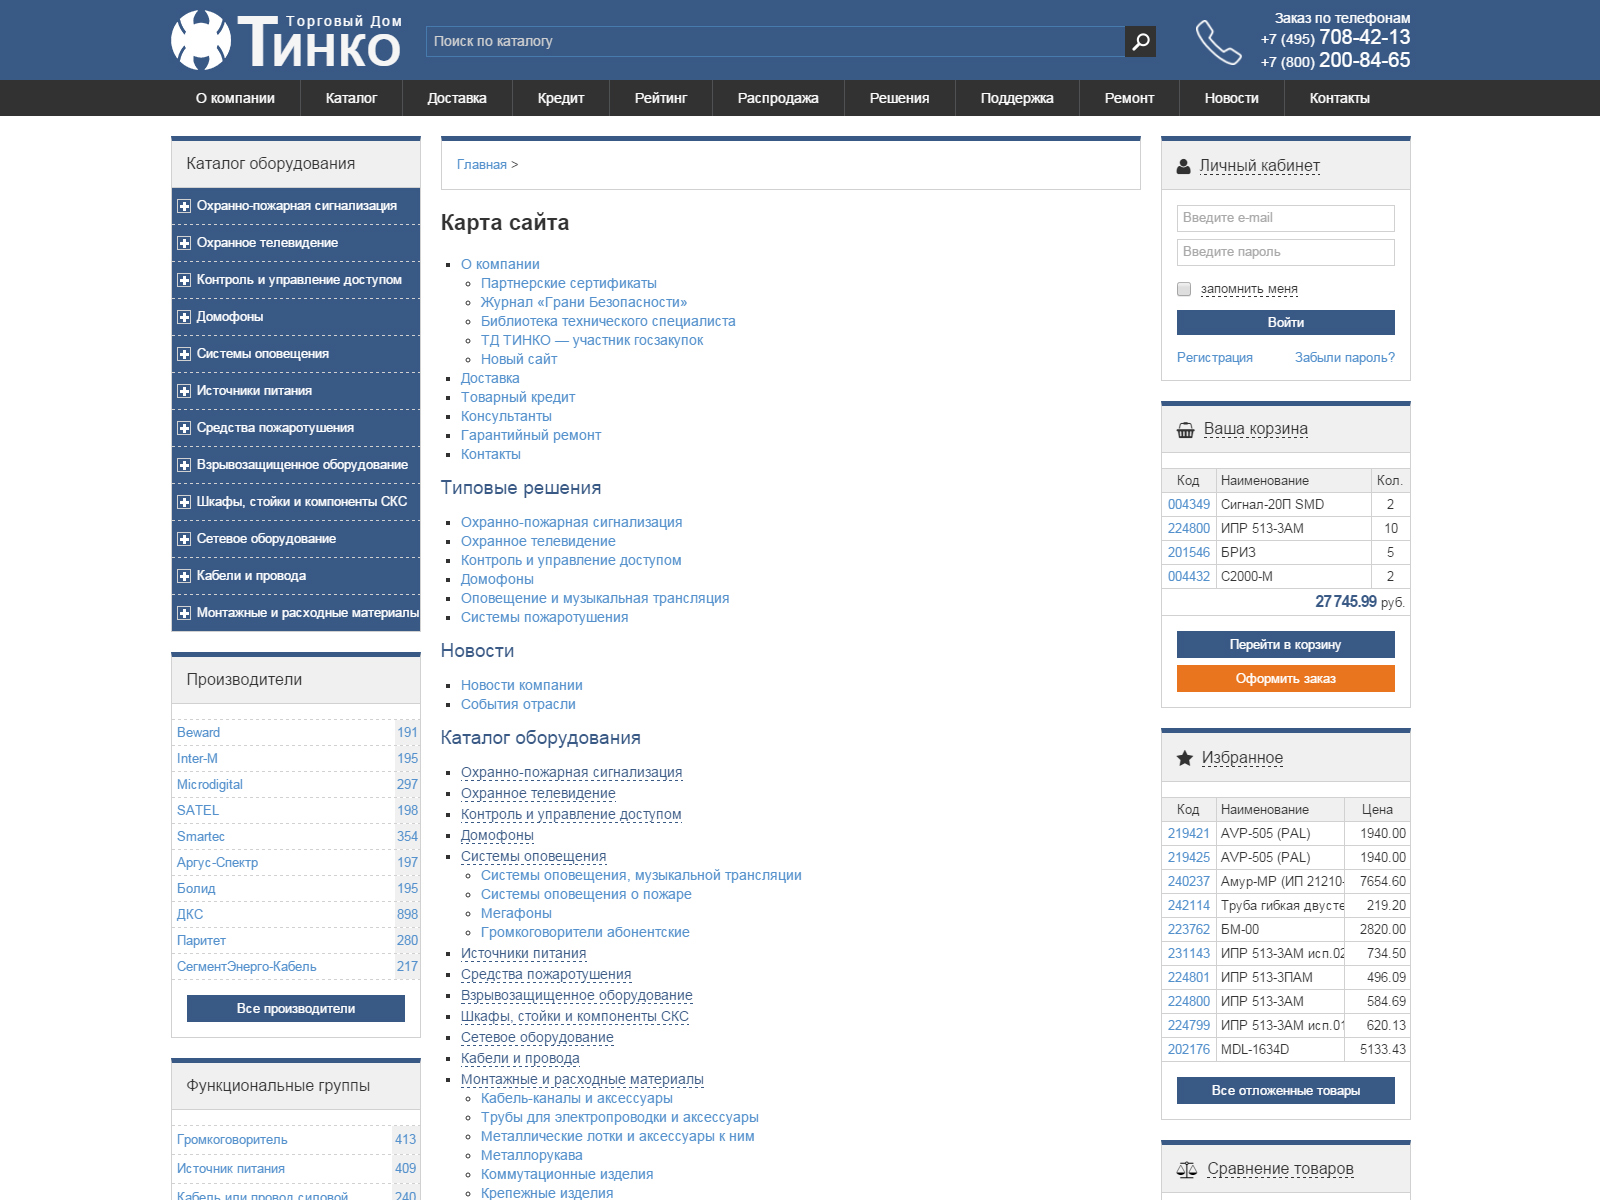 Торговый Дом
ТИНКО
Поиск по каталогу
Заказ по телефонам
+7 (495) 708-42-13
+7 (800) 200-84-65
О компании Каталог Доставка Кредит Рейтинг Распродажа Решения Поддержка Ремонт Новости Контакты
Каталог оборудования
Охранно-пожарная сигнализация
Охранное телевидение
Контроль и управление доступом
Домофоны
Системы оповещения
Источники питания
Средства пожаротушения
Взрывозащищенное оборудование
Шкафы, стойки и компоненты СКС
Сетевое оборудование
Кабели и провода
Монтажные и расходные материалы
Производители
Beward 191
Inter-M 195
Microdigital 297
SATEL 198
Smartec 354
Аргус-Спектр 197
Болид 195
ДКС 898
Паритет 280
СегментЭнерго-Кабель 217
Все производители
Функциональные группы
Громкоговоритель 413
Источник питания 409
Кабель или провод силовой 240
Главная >
Карта сайта
О компании
Партнерские сертификаты
Журнал «Грани Безопасности»
Библиотека технического специалиста
ТД ТИНКО — участник госзакупок
Новый сайт
Доставка
Товарный кредит
Консультанты
Гарантийный ремонт
Контакты
Типовые решения
Охранно-пожарная сигнализация
Охранное телевидение
Контроль и управление доступом
Домофоны
Оповещение и музыкальная трансляция
Системы пожаротушения
Новости
Новости компании
События отрасли
Каталог оборудования
Охранно-пожарная сигнализация
Охранное телевидение
Контроль и управление доступом
Домофоны
Системы оповещения
Системы оповещения, музыкальной трансляции
Системы оповещения о пожаре
Мегафоны
Громкоговорители абонентские
Источники питания
Средства пожаротушения
Взрывозащищенное оборудование
Шкафы, стойки и компоненты СКС
Сетевое оборудование
Кабели и провода
Монтажные и расходные материалы
Кабель-каналы и аксессуары
Трубы для электропроводки и аксессуары
Металлические лотки и аксессуары к ним
Металлорукава
Коммутационные изделия
Крепежные изделия
Личный кабинет
Введите e-mail
Введите пароль
запомнить меня
Войти
Регистрация Забыли пароль?
Ваша корзина
Код Наименование Кол.
004349 Сигнал-20П SMD 2
224800 ИПР 513-3АМ 10
201546 БРИЗ 5
004432 С2000-М 2
27 745.99 руб.
Перейти в корзину
Оформить заказ
Избранное
Код Наименование Цена
219421 AVP-505 (PAL) 1940.00
219425 AVP-505 (PAL) 1940.00
240237 Амур-МР (ИП 21210- 7654.60
242114 Труба гибкая двусте 219.20
223762 БМ-00 2820.00
231143 ИПР 513-3АМ исп.02 734.50
224801 ИПР 513-3ПАМ 496.09
224800 ИПР 513-3АМ 584.69
224799 ИПР 513-3АМ исп.01 620.13
202176 MDL-1634D 5133.43
Все отложенные товары
Сравнение товаров